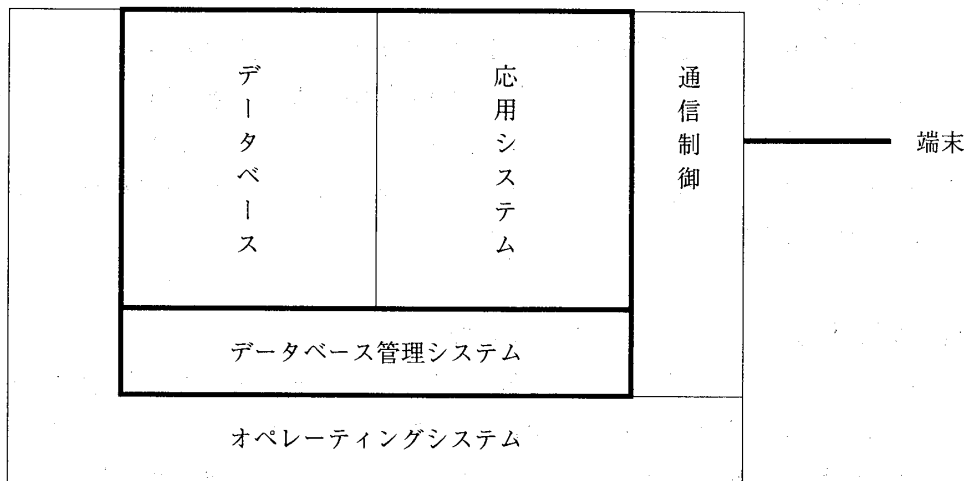 データベース
応用システム
通信制御
端末
データベース管理システム
オペレーティングシステム